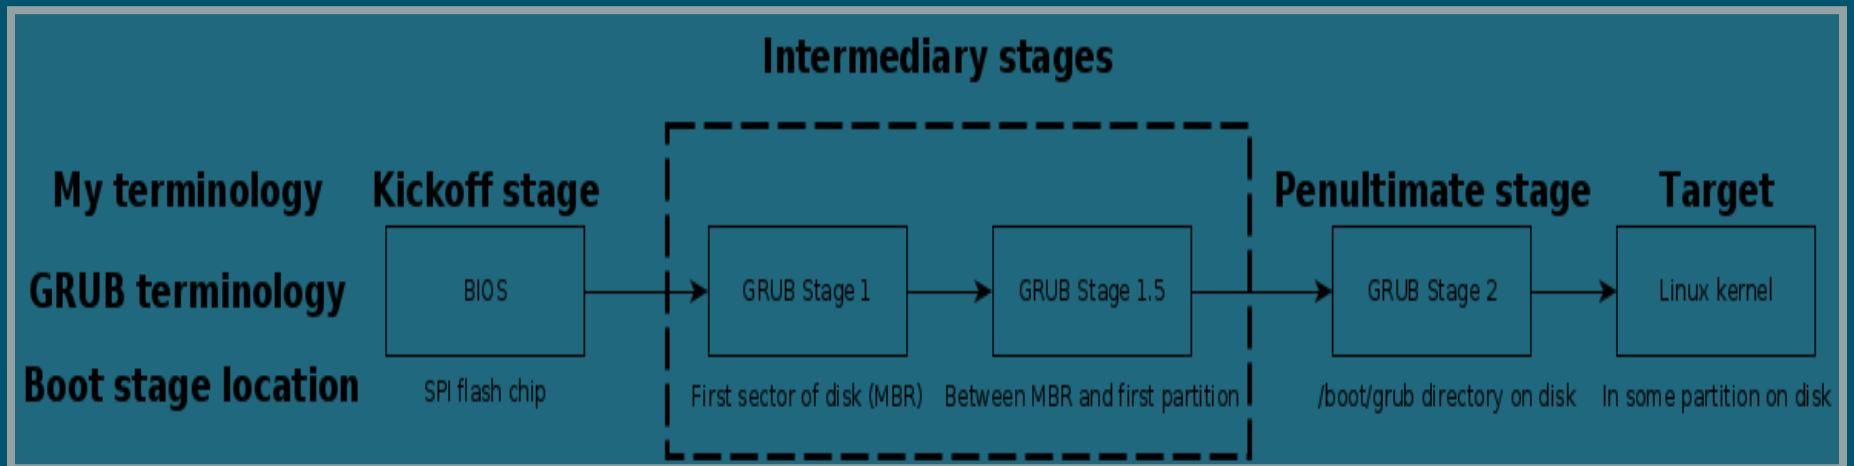 Intermediary stages
My terminology Kickoff stage Penultimate stage Target
GRUB terminology BIOS GRUB Stage 1 GRUB Stage 1.5 GRUB Stage 2 Linux kernel
Boot stage location SPI flash chip First sector of disk (MBR) Between MBR and first partition /boot/grub directory on disk In some partition on disk